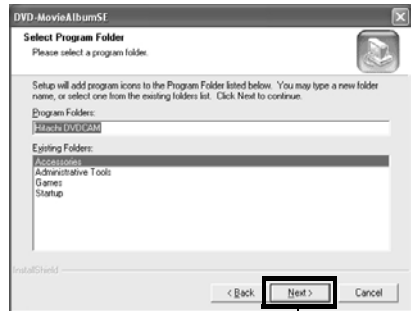 DVD-MovieAlbumSE
Select Program Folder
Please select a program folder.
Setup will add program icons to the Program Folder listed below. You may type a new folder
name, or select one from the existing folders list. Click Next to continue.
Program Folders:
Hitachi DVDCAM
Existing Folders:
Accessories
Administrative Tools
Games
Startup
InstallShield
< Back
Next >
Cancel